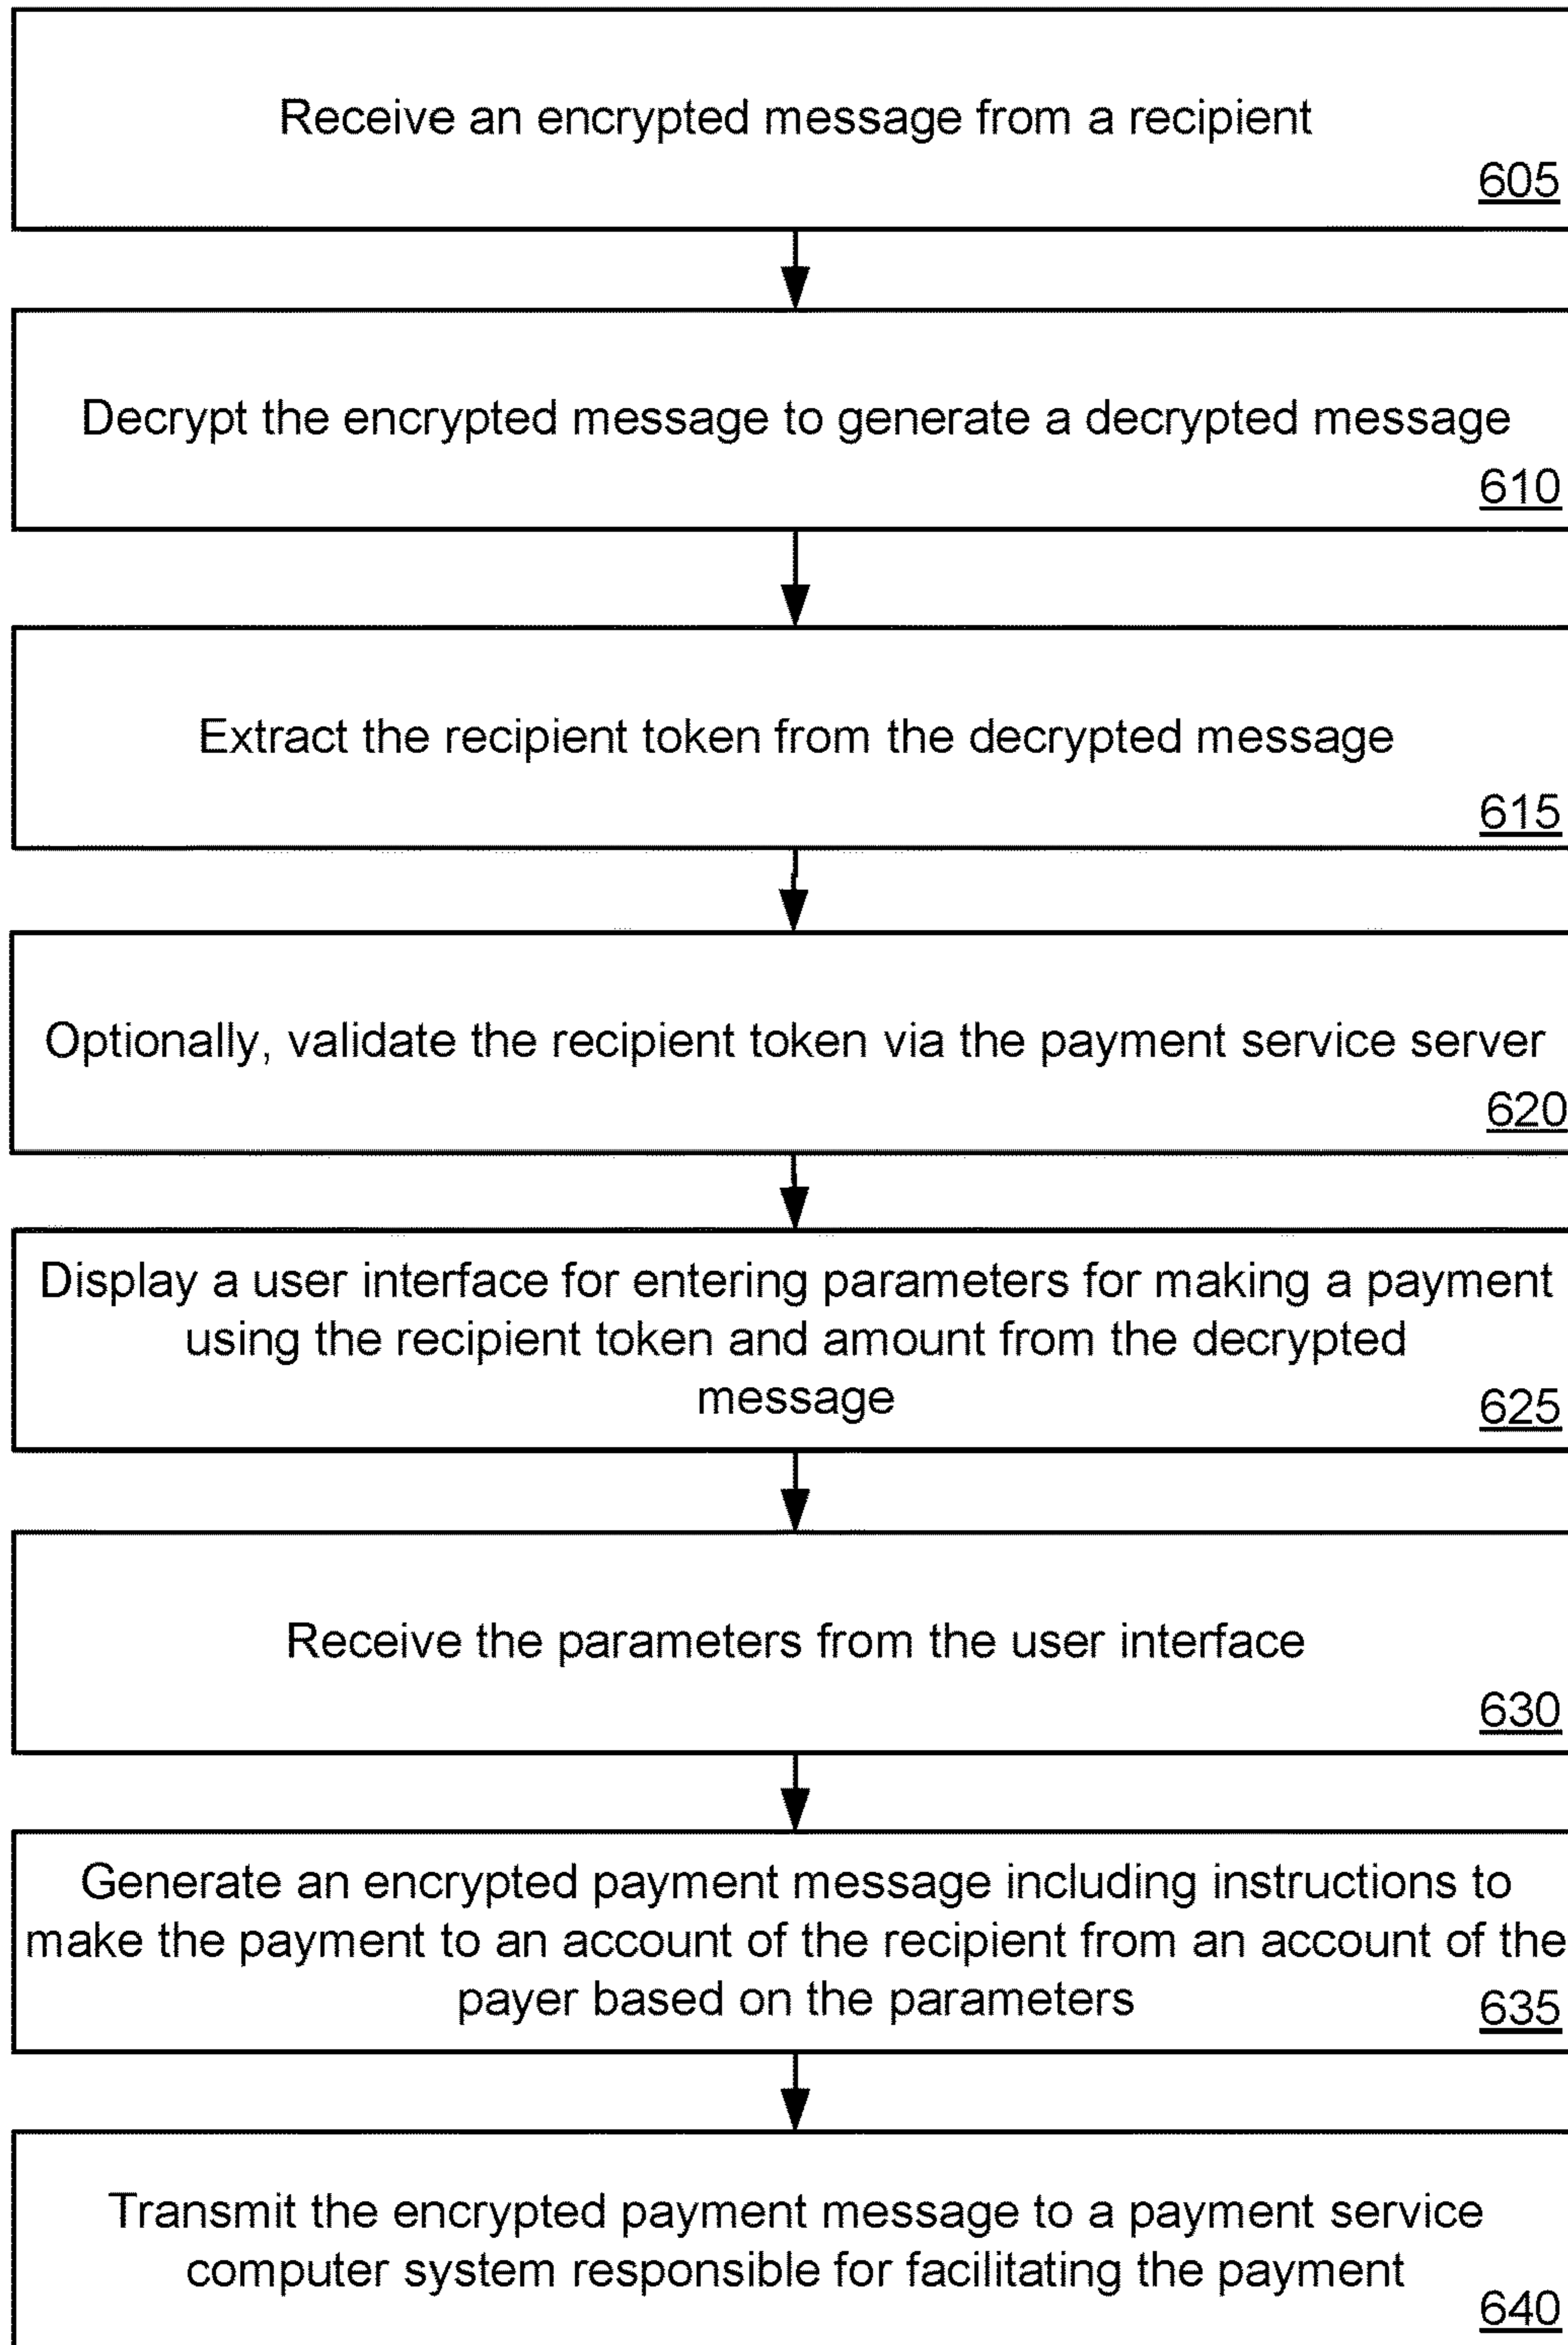 Receive an encrypted message from a recipient
605
Decrypt the encrypted message to generate a decrypted message
610
Extract the recipient token from the decrypted message
615
Optionally, validate the recipient token via the payment service server
620
Display a user interface for entering parameters for making a payment
using the recipient token and amount from the decrypted
message
625
Receive the parameters from the user interface
630
Generate an encrypted payment message including instructions to
make the payment to an account of the recipient from an account of the
payer based on the parameters
635
Transmit the encrypted payment message to a payment service
computer system responsible for facilitating the payment
640